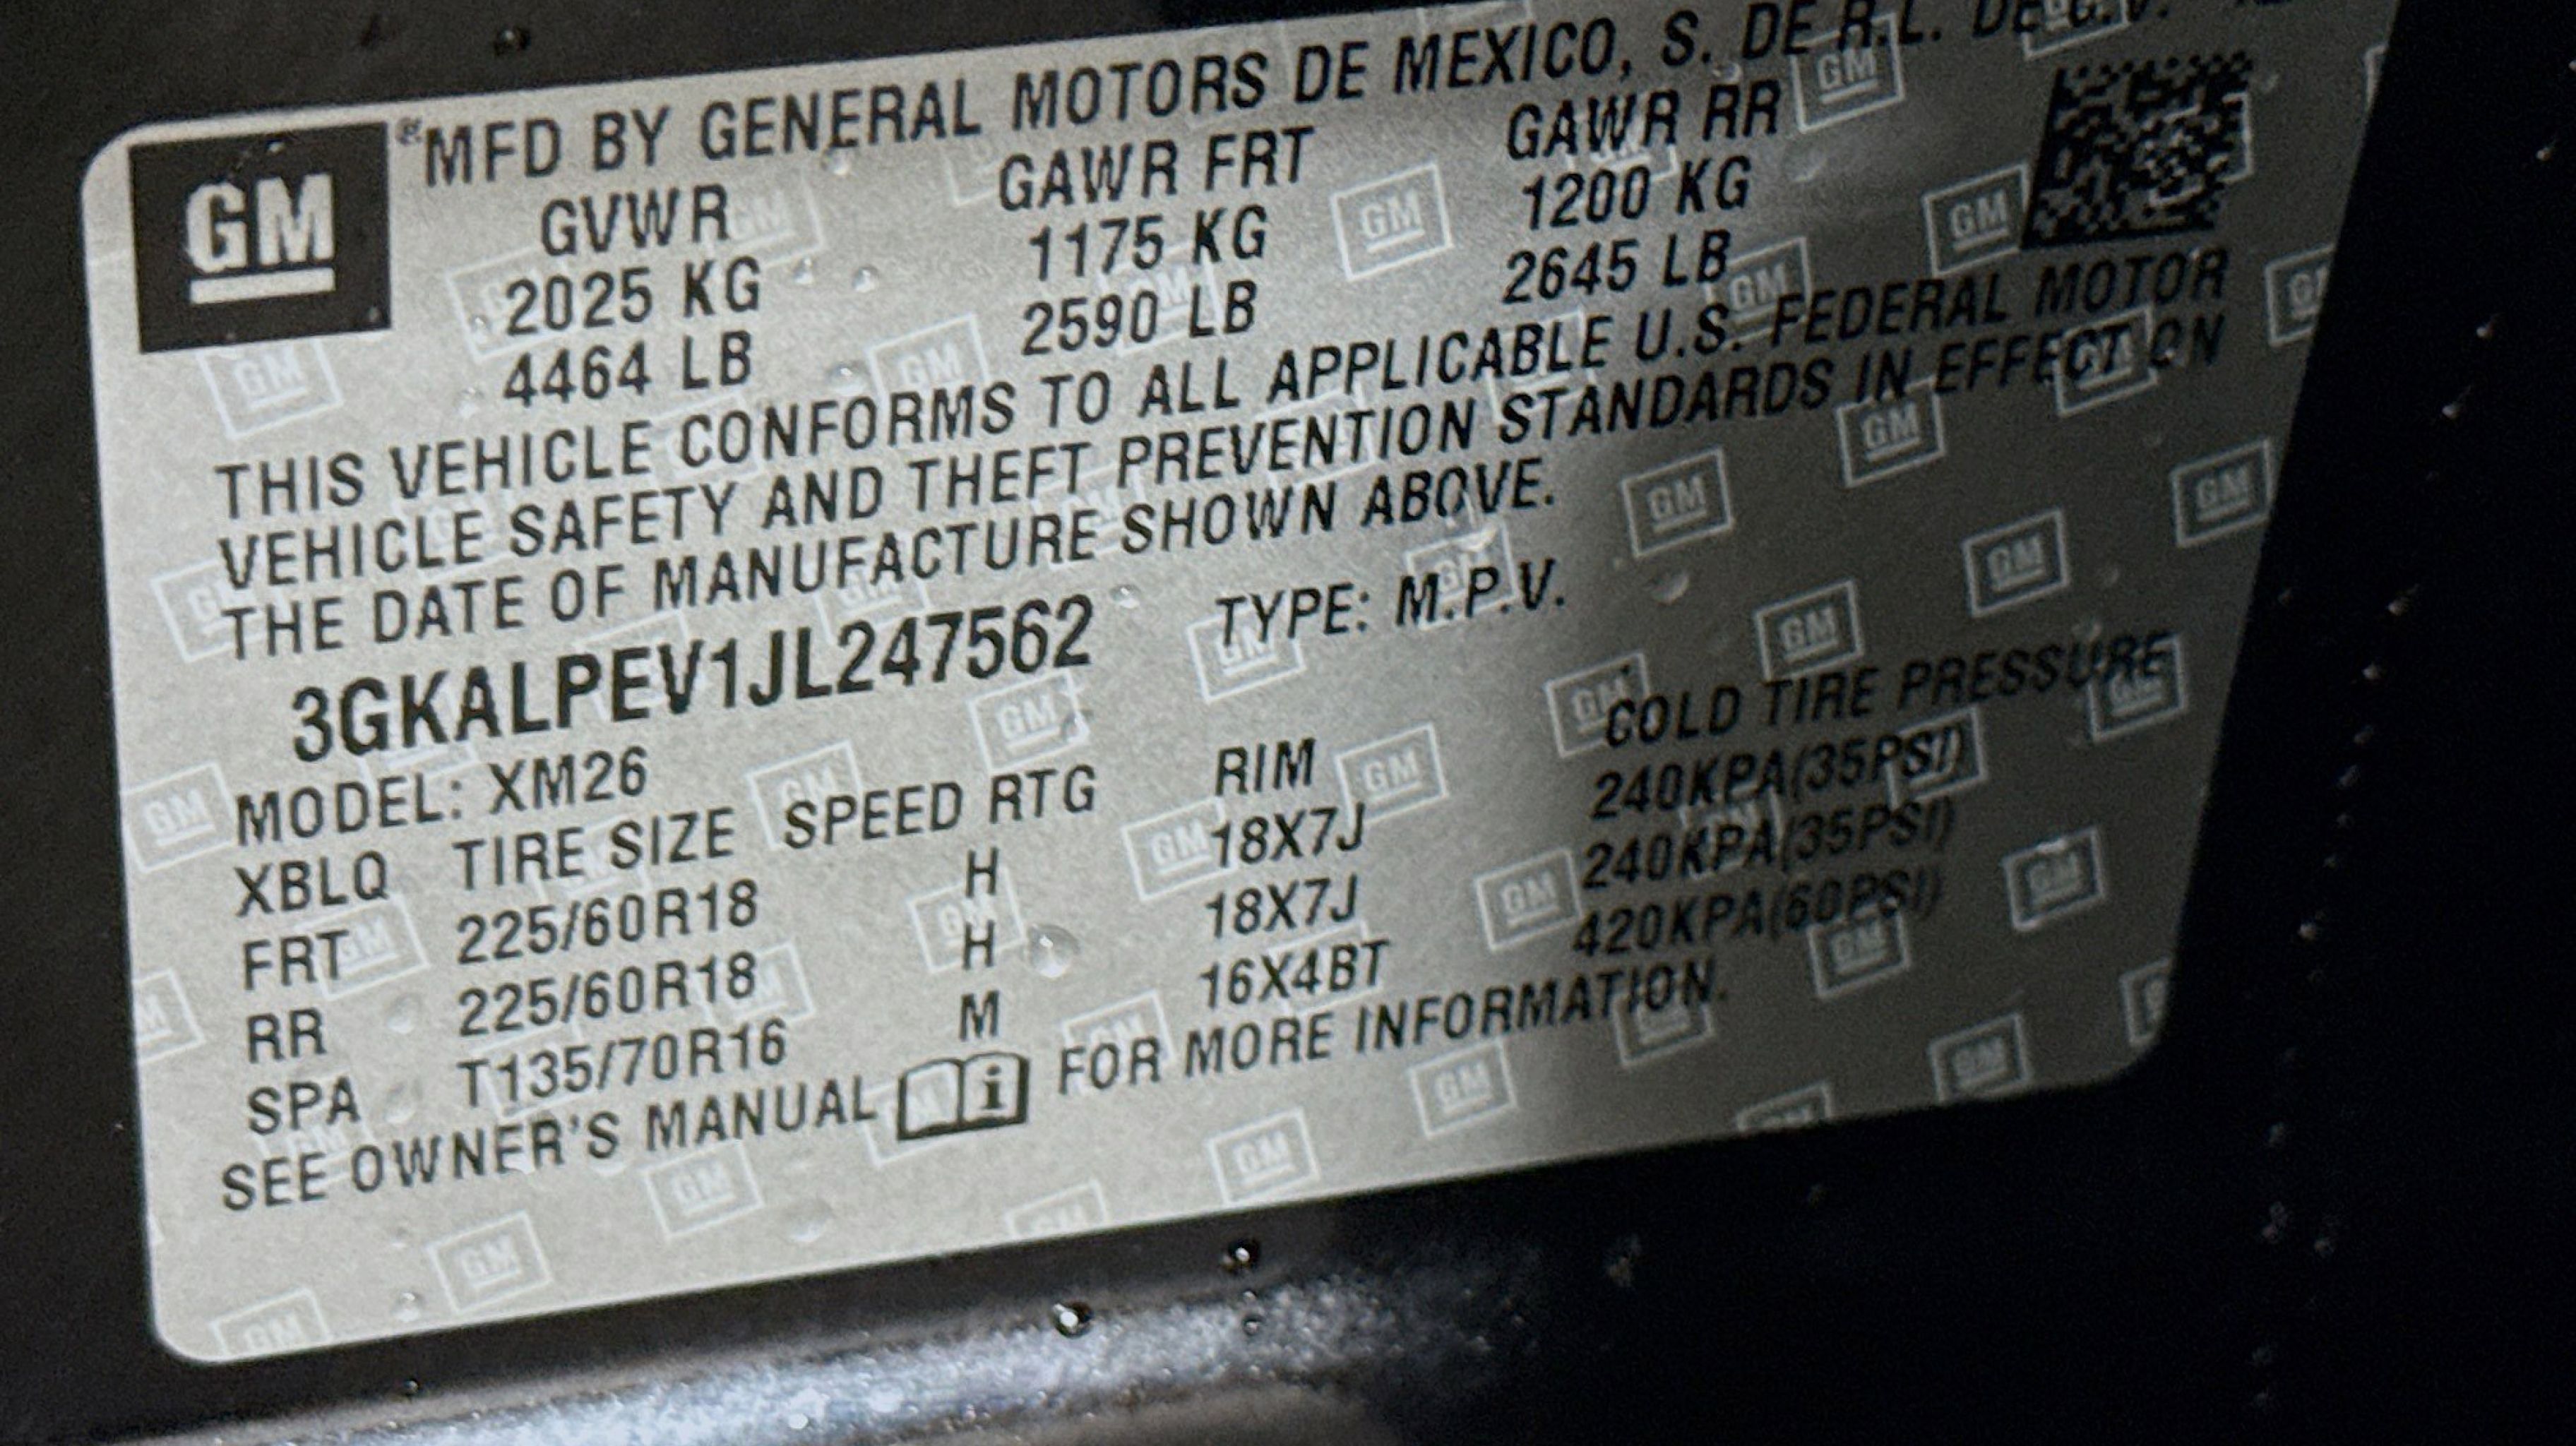 GM
MFD BY GENERAL MOTORS DE MEXICO, S. DE R.L. DE C.V.
GVWR GAWR FRT GAWR RR
2025 KG 1175 KG 1200 KG
4464 LB 2590 LB 2645 LB
THIS VEHICLE CONFORMS TO ALL APPLICABLE U.S. FEDERAL MOTOR
VEHICLE SAFETY AND THEFT PREVENTION STANDARDS IN EFFECT ON
THE DATE OF MANUFACTURE SHOWN ABOVE.
3GKALPEV1JL247562 TYPE: M.P.V.
MODEL: XM26
XBLQ TIRE SIZE SPEED RTG RIM COLD TIRE PRESSURE
FRT 225/60R18 H 18X7J 240KPA(35PSI)
RR 225/60R18 H 18X7J 240KPA(35PSI)
SPA T135/70R16 M 16X4BT 420KPA(60PSI)
SEE OWNER'S MANUAL i FOR MORE INFORMATION.